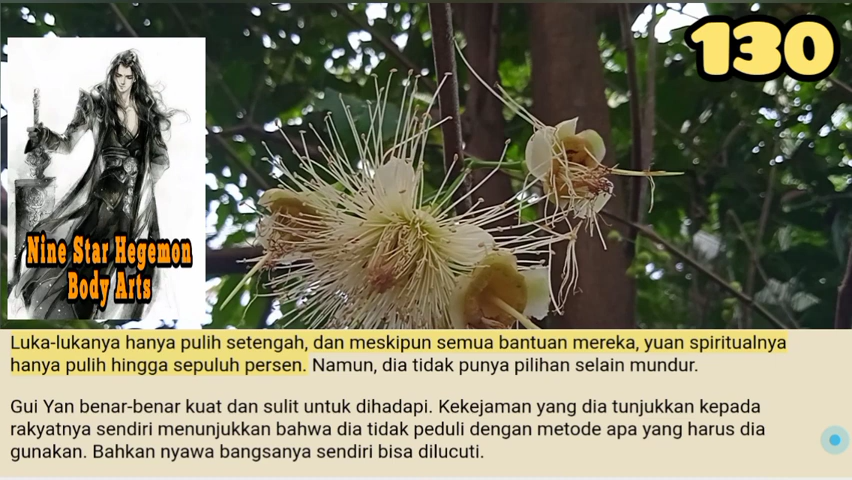 130
Nine Star Hegemon
Body Arts
Luka-lukanya hanya pulih setengah, dan meskipun semua bantuan mereka, yuan spiritualnya
hanya pulih hingga sepuluh persen. Namun, dia tidak punya pilihan selain mundur.
Gui Yan benar-benar kuat dan sulit untuk dihadapi. Kekejaman yang dia tunjukkan kepada
rakyatnya sendiri menunjukkan bahwa dia tidak peduli dengan metode apa yang harus dia
gunakan. Bahkan nyawa bangsanya sendiri bisa dilucuti.